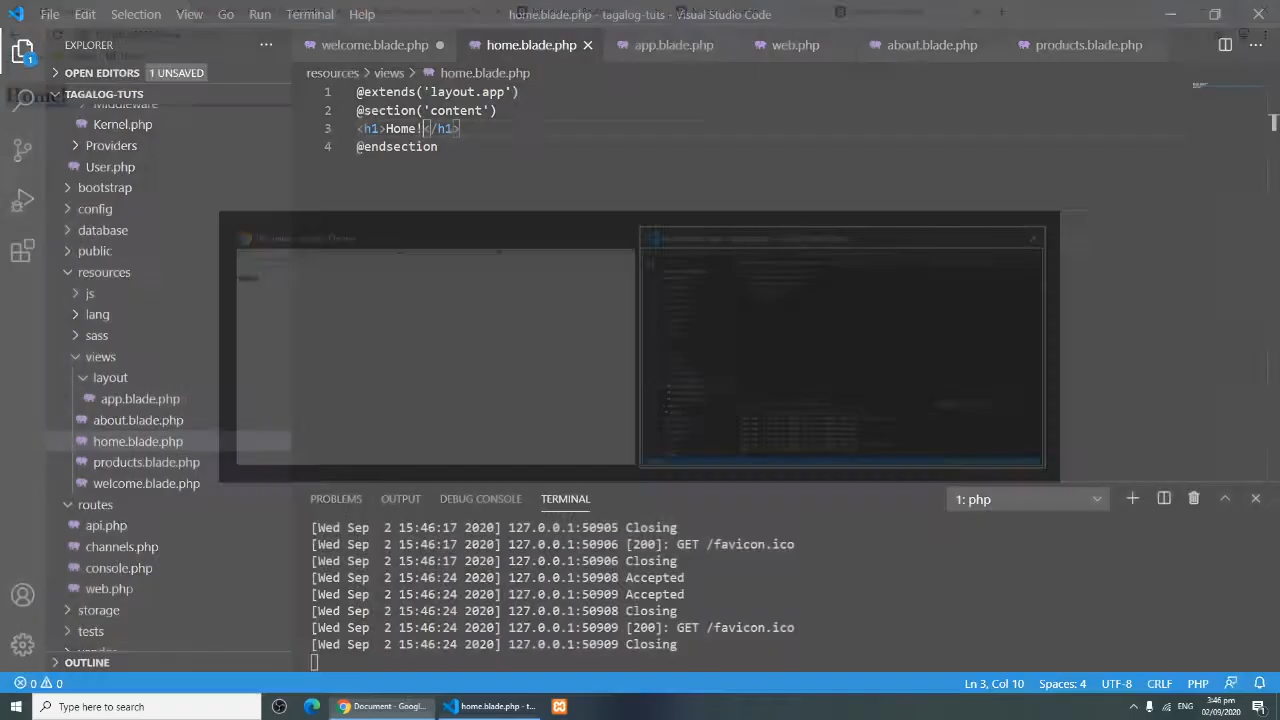 File Edit Selection View Go Run Terminal Help
home.blade.php - tagalog-tuts - Visual Studio Code
EXPLORER
welcome.blade.php
home.blade.php
app.blade.php
web.php
about.blade.php
products.blade.php
OPEN EDITORS 1 UNSAVED
resources > views > home.blade.php
TAGALOG-TUTS
Home!
Middleware
Kernel.php
Providers
User.php
bootstrap
config
database
public
resources
js
lang
sass
views
layout
app.blade.php
about.blade.php
home.blade.php
products.blade.php
welcome.blade.php
routes
api.php
channels.php
console.php
web.php
storage
tests
OUTLINE
1 @extends('layout.app')
2 @section('content')
3 <h1>Home!</h1>
4 @endsection
PROBLEMS OUTPUT DEBUG CONSOLE TERMINAL
1: php
[Wed Sep 2 15:46:17 2020] 127.0.0.1:50905 Closing
[Wed Sep 2 15:46:17 2020] 127.0.0.1:50906 [200]: GET /favicon.ico
[Wed Sep 2 15:46:17 2020] 127.0.0.1:50906 Closing
[Wed Sep 2 15:46:24 2020] 127.0.0.1:50908 Accepted
[Wed Sep 2 15:46:24 2020] 127.0.0.1:50909 Accepted
[Wed Sep 2 15:46:24 2020] 127.0.0.1:50908 Closing
[Wed Sep 2 15:46:24 2020] 127.0.0.1:50909 [200]: GET /favicon.ico
[Wed Sep 2 15:46:24 2020] 127.0.0.1:50909 Closing
0 0
Ln 3, Col 10 Spaces: 4 UTF-8 CRLF PHP
Type here to search
Document - Googl...
home.blade.php - t...
ENG
3:46 pm
02/09/2020
1